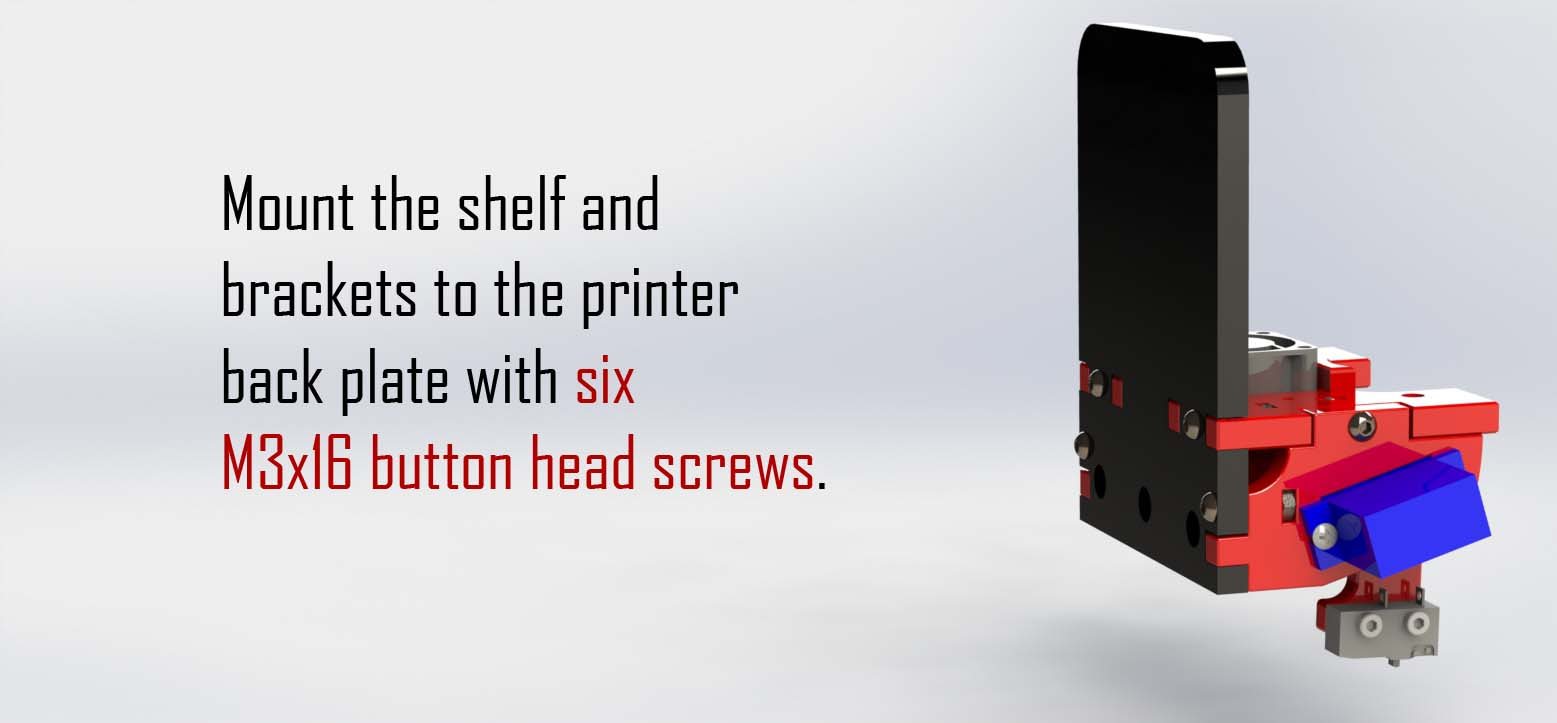 Mount the shelf and
brackets to the printer
back plate with six
M3x16 button head screws.